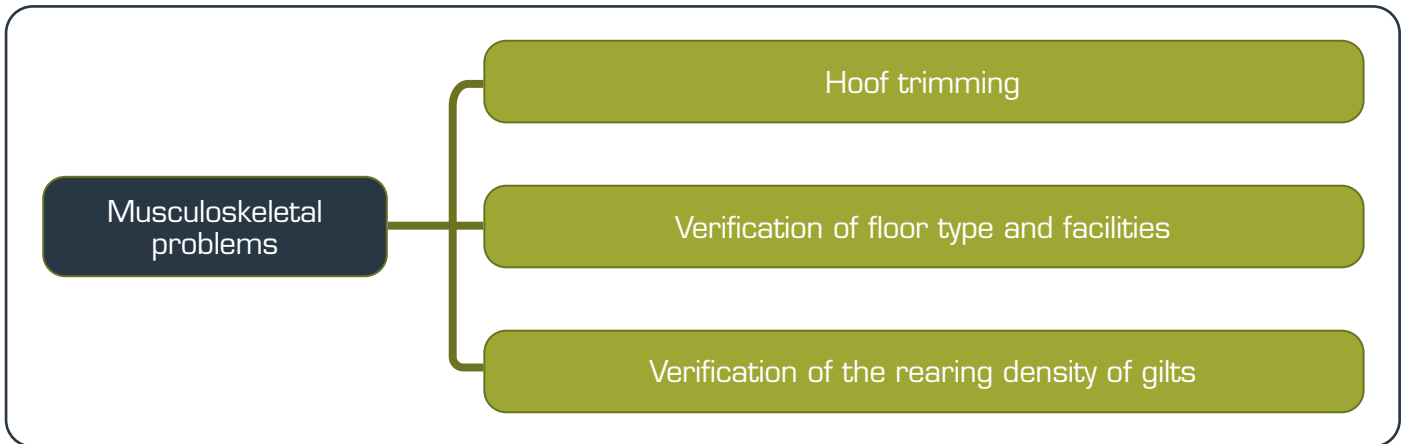 Hoof trimming
Musculoskeletal
problems
Verification of floor type and facilities
Verification of the rearing density of gilts